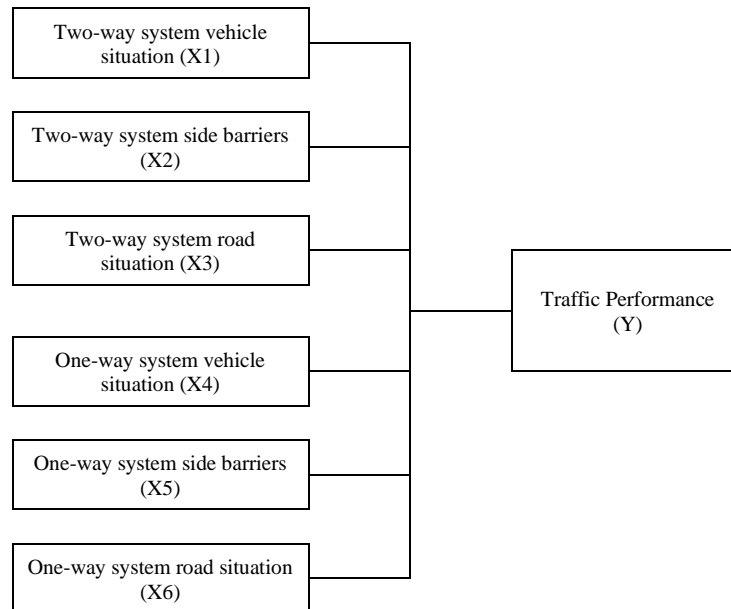 Two-way system vehicle
situation (X1)
Two-way system side barriers
(X2)
Two-way system road
situation (X3)
Traffic Performance
(Y)
One-way system vehicle
situation (X4)
One-way system side barriers
(X5)
One-way system road situation
(X6)